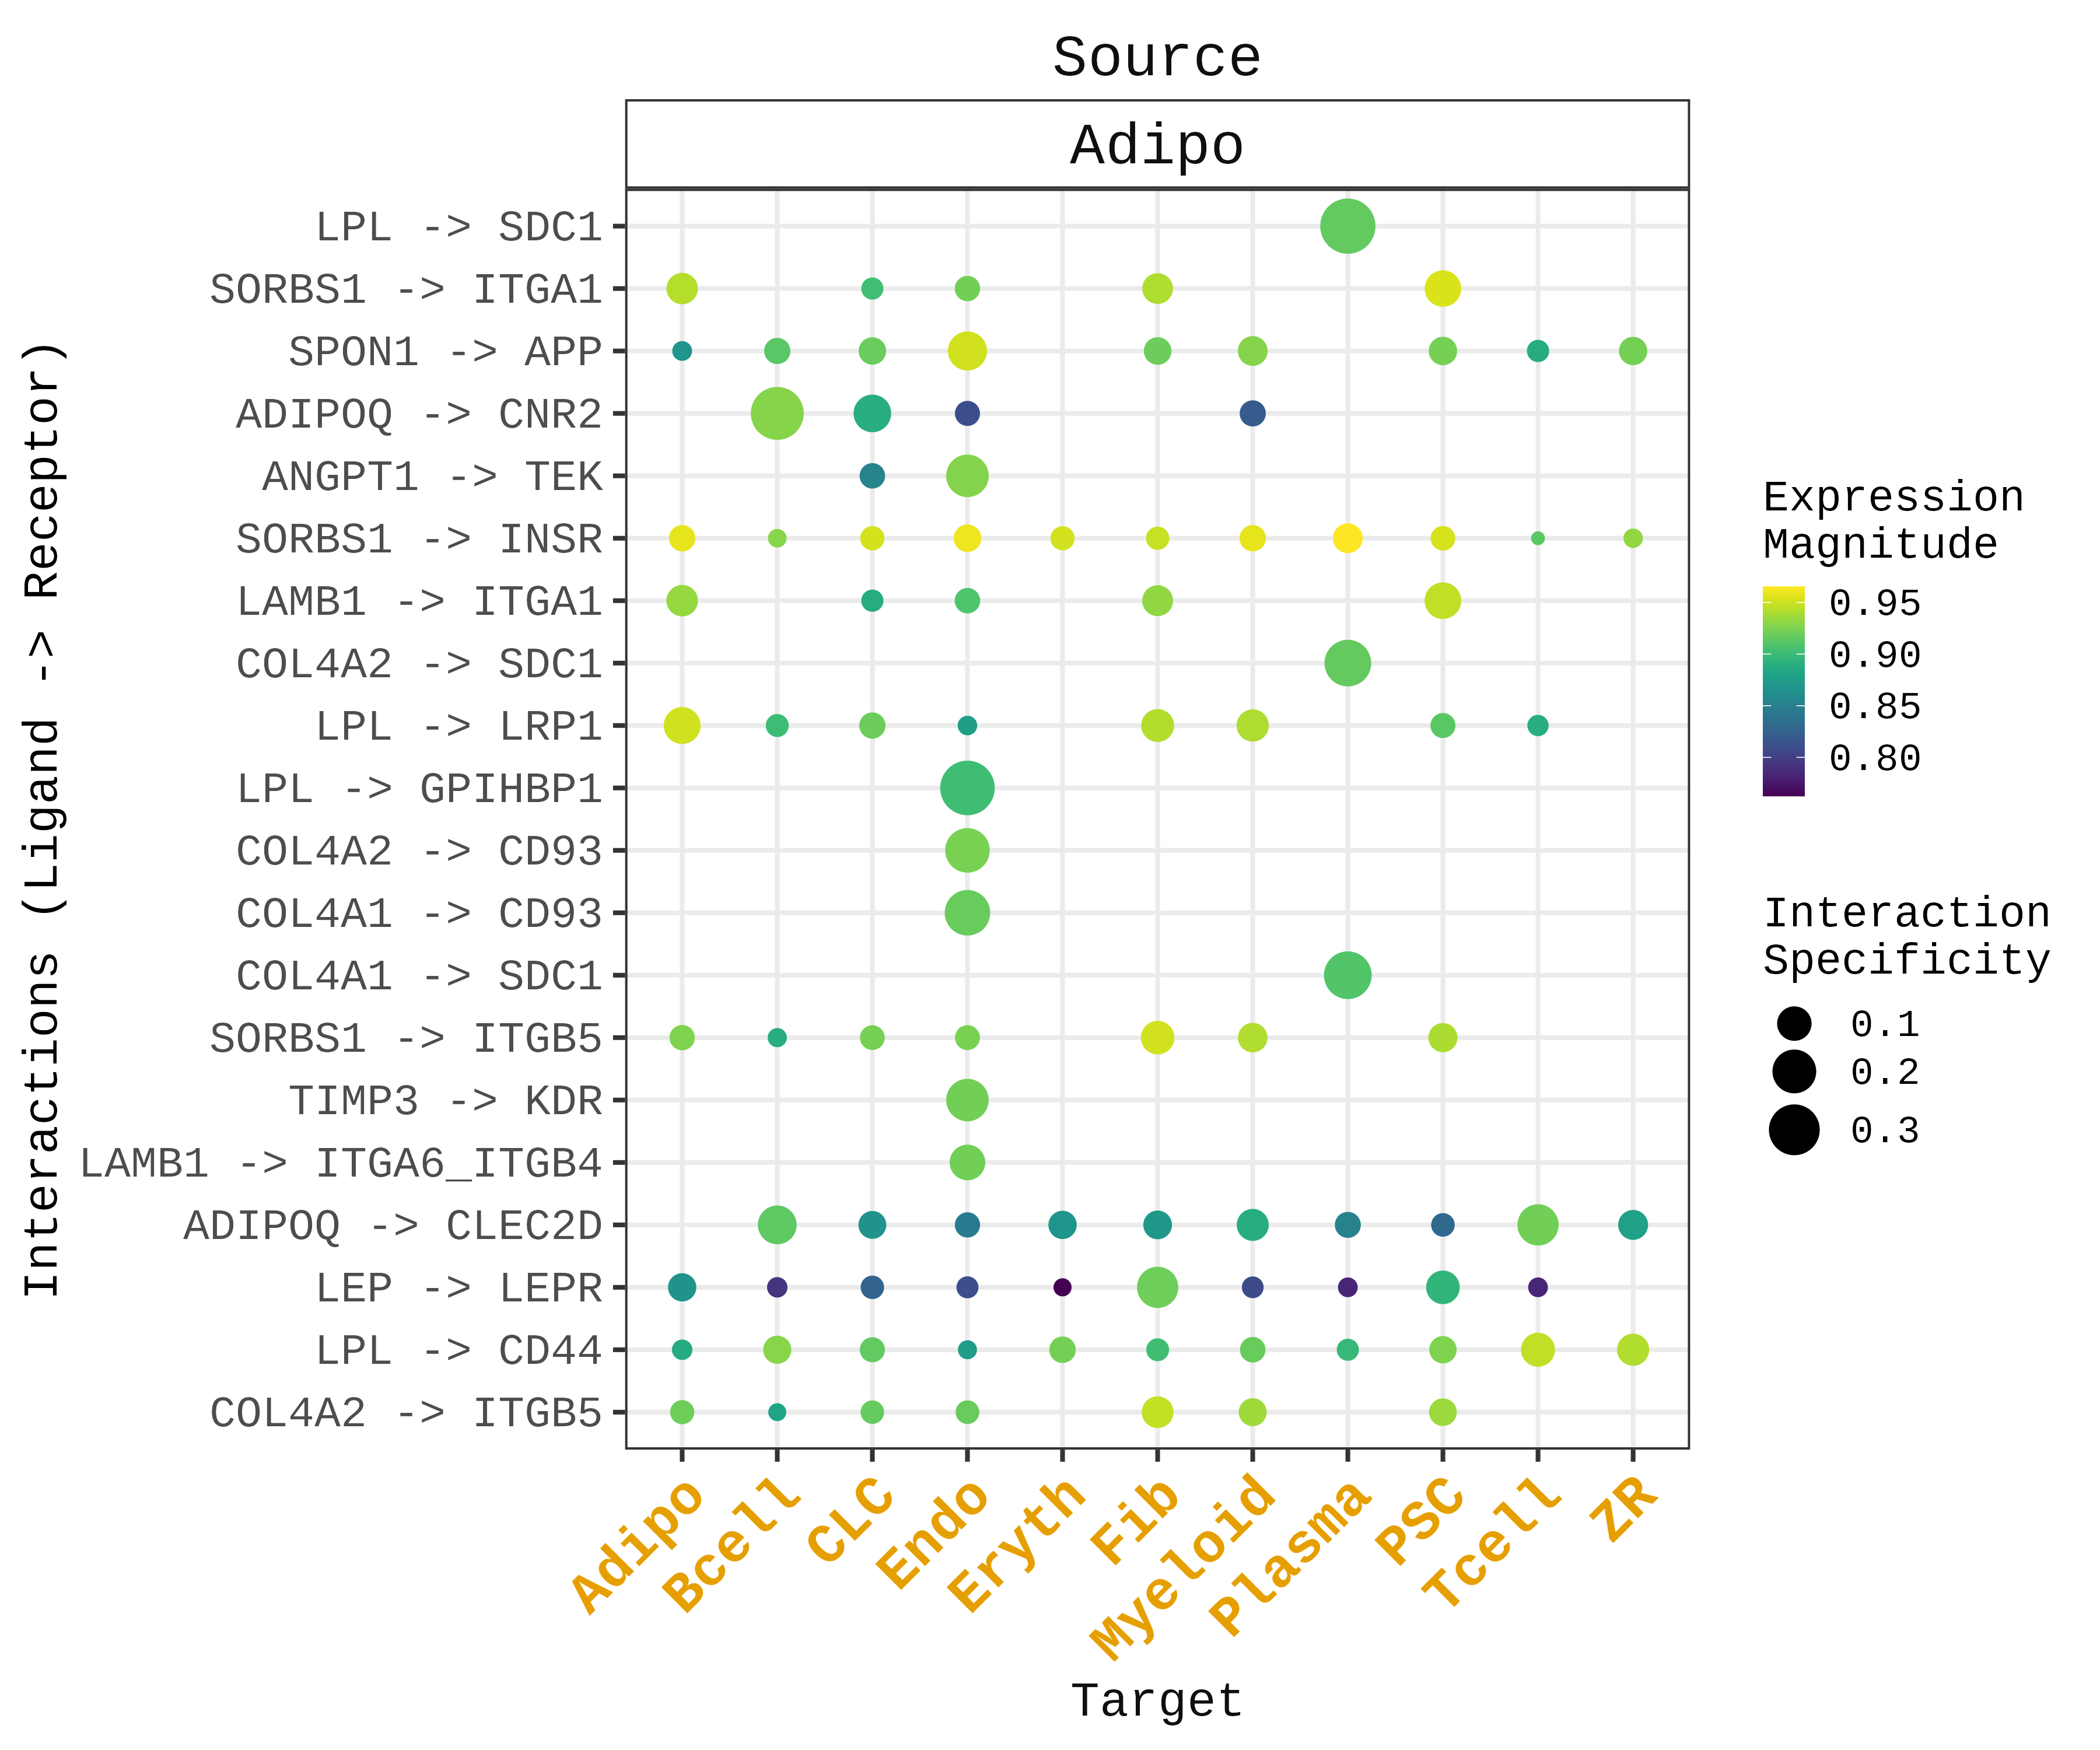 Source
Adipo
Interactions (Ligand -> Receptor)
LPL -> SDC1
SORBS1 -> ITGA1
SPON1 -> APP
ADIPOQ -> CNR2
ANGPT1 -> TEK
SORBS1 -> INSR
LAMB1 -> ITGA1
COL4A2 -> SDC1
LPL -> LRP1
LPL -> GPIHBP1
COL4A2 -> CD93
COL4A1 -> CD93
COL4A1 -> SDC1
SORBS1 -> ITGB5
TIMP3 -> KDR
LAMB1 -> ITGA6_ITGB4
ADIPOQ -> CLEC2D
LEP -> LEPR
LPL -> CD44
COL4A2 -> ITGB5
Adipo
Bcell
CLC
Endo
Eryth
Fib
Myeloid
Plasma
PSC
Tcell
ZR
Target
Expression
Magnitude
0.95
0.90
0.85
0.80
Interaction
Specificity
0.1
0.2
0.3